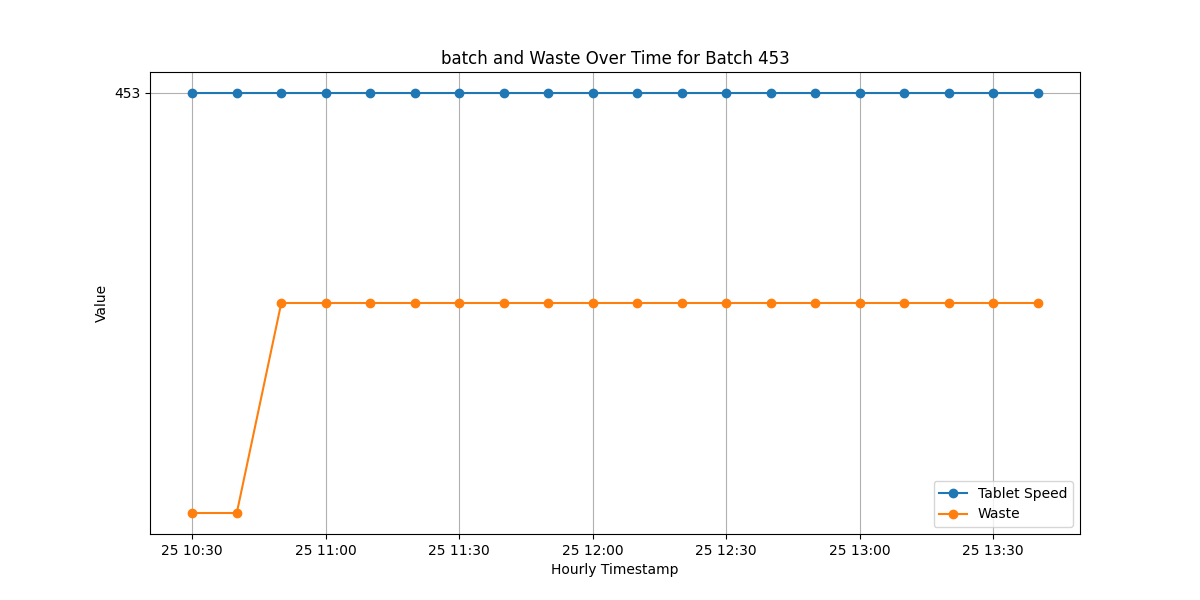 batch and Waste Over Time for Batch 453
453
Value
Tablet Speed
Waste
25 10:30 25 11:00 25 11:30 25 12:00 25 12:30 25 13:00 25 13:30
Hourly Timestamp